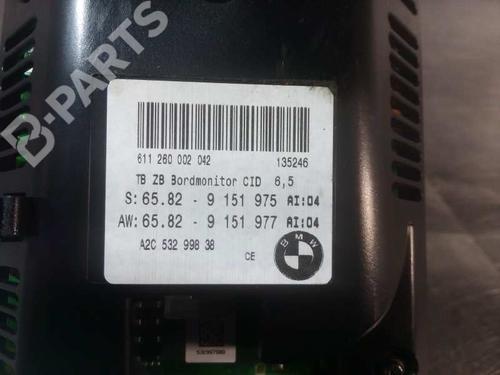 B-PARTS
611 260 002 042 135246
TB ZB Bordmonitor CID 6,5
S: 65.82 - 9 151 975 AI:04
AW: 65.82 - 9 151 977 AI:04
A2C 532 998 38
CE
BMW